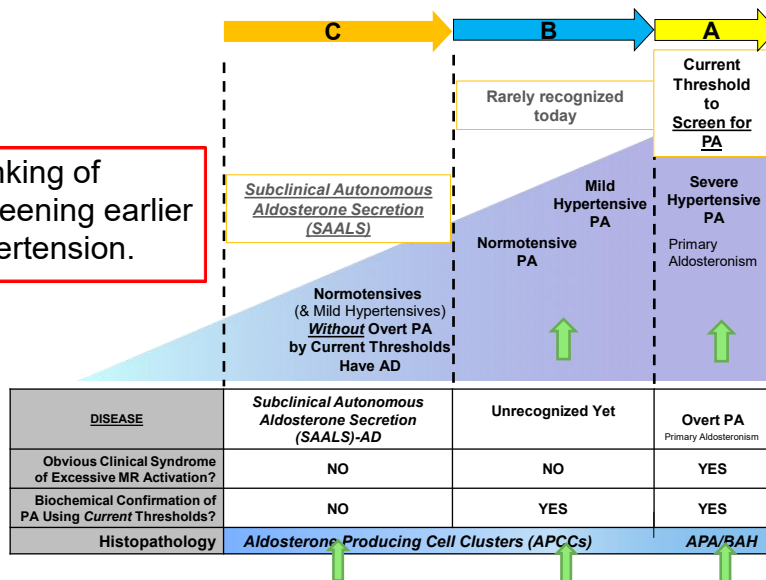 C
B
A
Current
Threshold
to
Screen for
PA
Rarely recognized
today
nking of
eening earlier
ertension.
Subclinical Autonomous
Aldosterone Secretion
(SAALS)
Mild
Hypertensive
PA
Severe
Hypertensive
PA
Normotensive
PA
Primary
Aldosteronism
Normotensives
(& Mild Hypertensives)
Without Overt PA
by Current Thresholds
Have AD
DISEASE
Subclinical Autonomous
Aldosterone Secretion
(SAALS)-AD
Unrecognized Yet
Overt PA
Primary Aldosteronism
Obvious Clinical Syndrome
of Excessive MR Activation?
NO
NO
YES
Biochemical Confirmation of
PA Using Current Thresholds?
NO
YES
YES
Histopathology
Aldosterone Producing Cell Clusters (APCCs)
APA/BAH